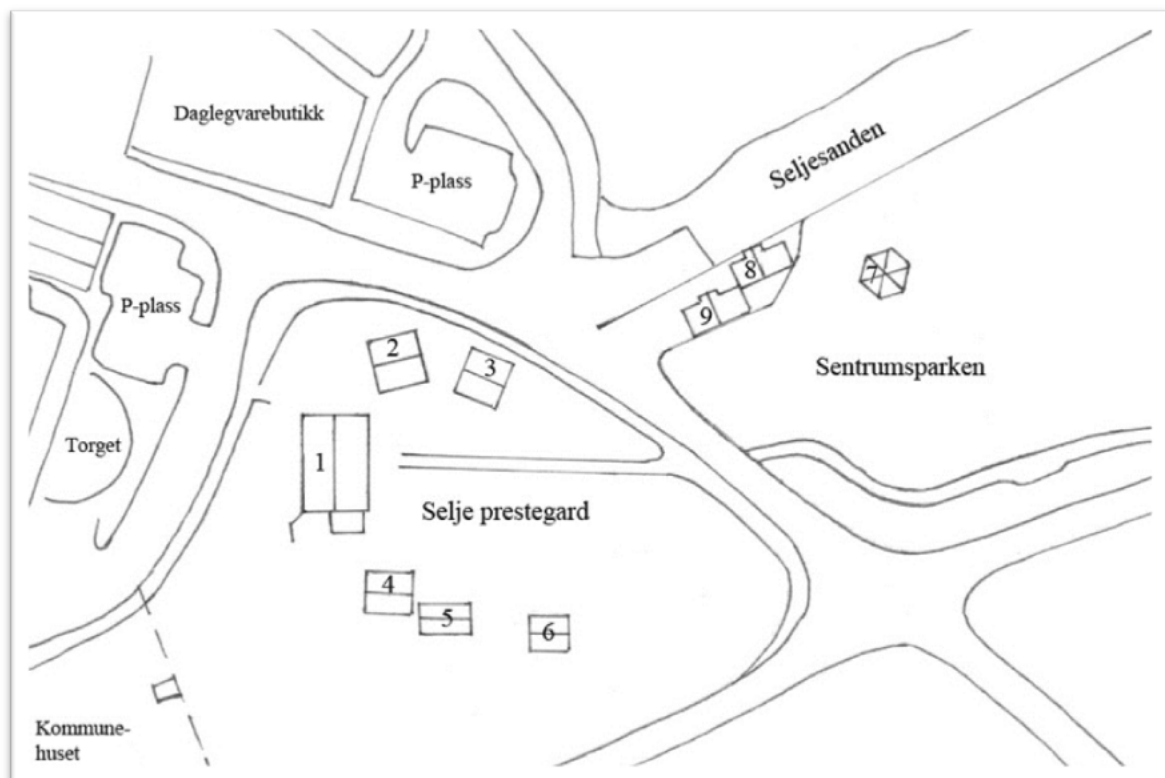 Daglegvarebutikk
P-plass
Seljesanden
8
7
9
P-plass
2
3
Sentrumsparken
Torget
1
Selje prestegard
4
5
6
Kommune-
huset